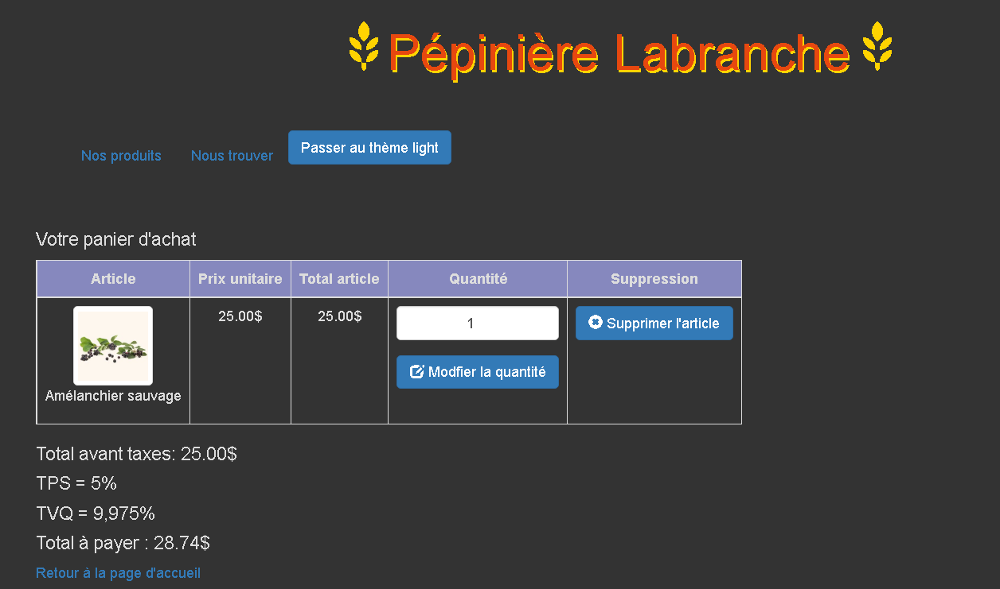 Pépinière Labranche
Nos produits Nous trouver Passer au thème light
Votre panier d'achat
Article Prix unitaire Total article Quantité Suppression
25.00$ 25.00$ 1 Supprimer l'article
Modfier la quantité
Amélanchier sauvage
Total avant taxes: 25.00$
TPS = 5%
TVQ = 9,975%
Total à payer : 28.74$
Retour à la page d'accueil